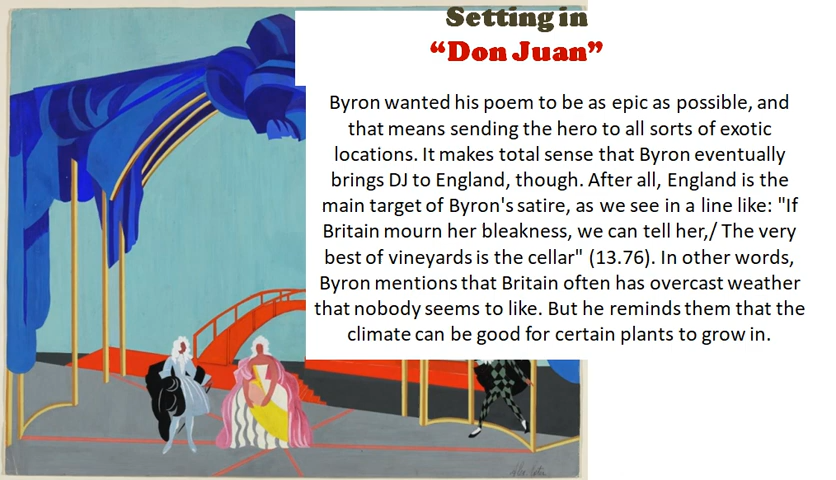 Setting in
“Don Juan”
Byron wanted his poem to be as epic as possible, and
that means sending the hero to all sorts of exotic
locations. It makes total sense that Byron eventually
brings DJ to England, though. After all, England is the
main target of Byron's satire, as we see in a line like: "If
Britain mourn her bleakness, we can tell her,/ The very
best of vineyards is the cellar" (13.76). In other words,
Byron mentions that Britain often has overcast weather
that nobody seems to like. But he reminds them that the
climate can be good for certain plants to grow in.